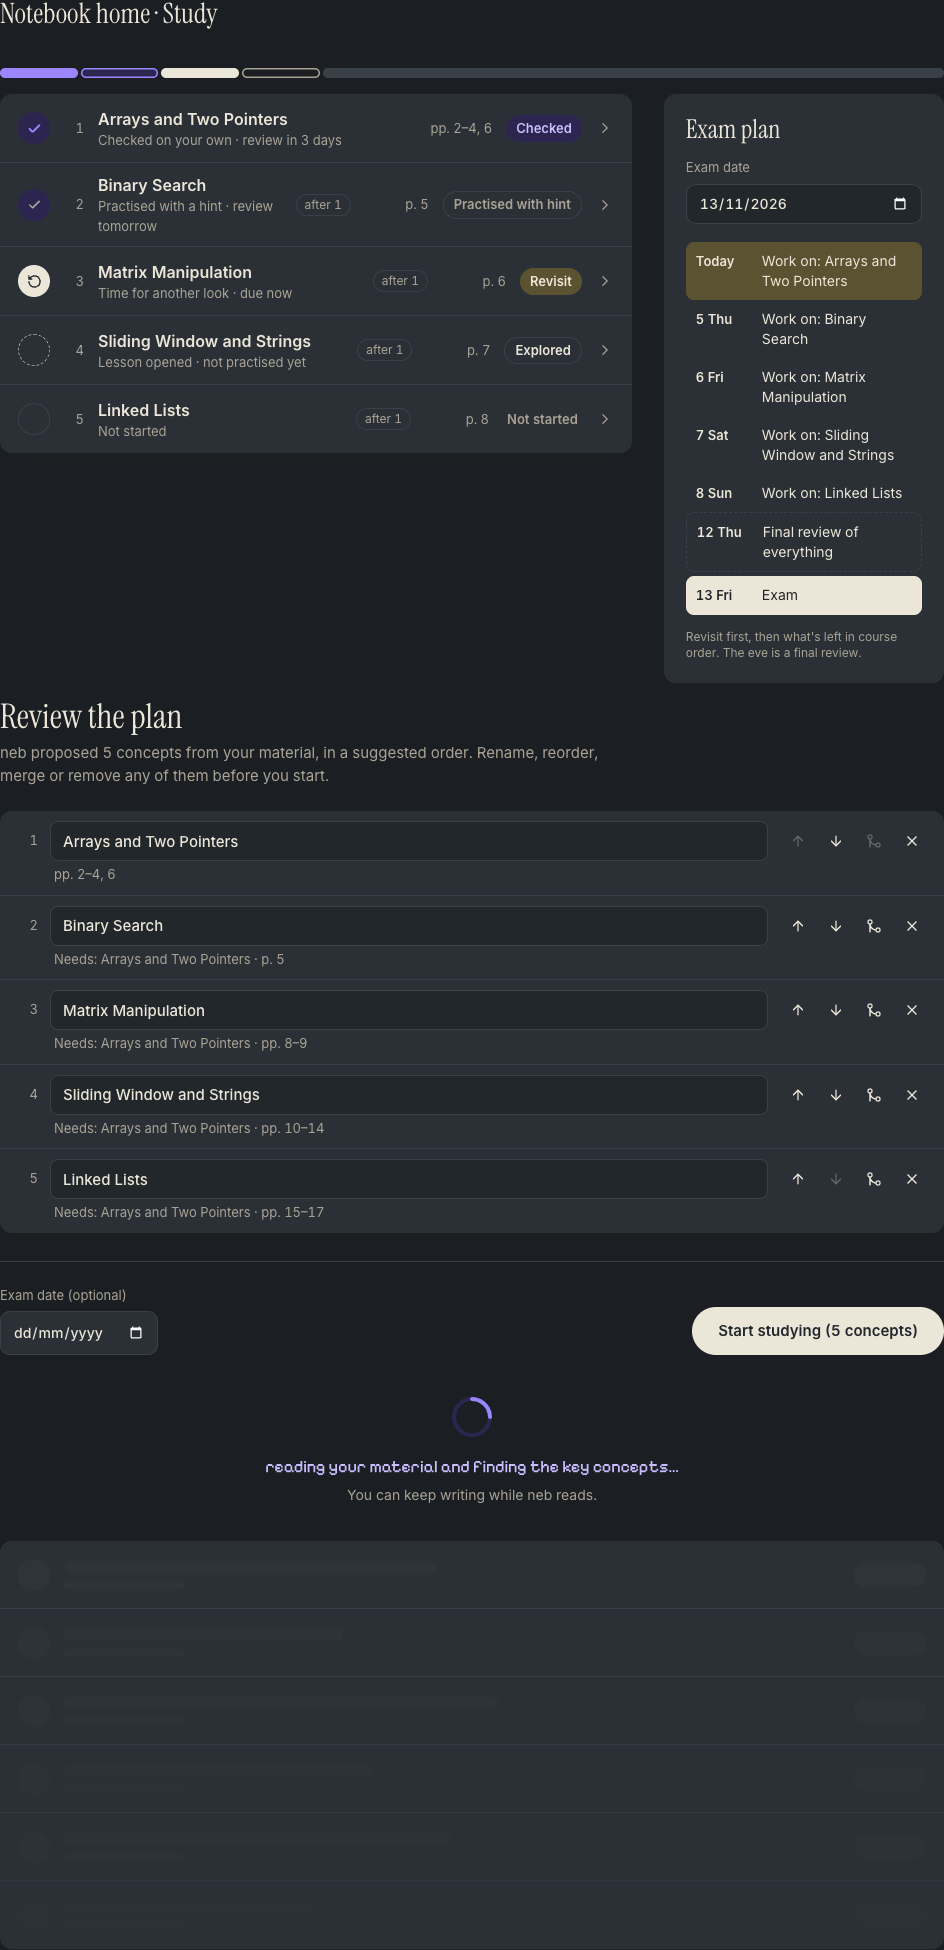 Notebook home · Study
1 Arrays and Two Pointers pp. 2–4, 6 Checked
Checked on your own · review in 3 days
2 Binary Search after 1 p. 5 Practised with hint
Practised with a hint · review
tomorrow
3 Matrix Manipulation after 1 p. 6 Revisit
Time for another look · due now
4 Sliding Window and Strings after 1 p. 7 Explored
Lesson opened · not practised yet
5 Linked Lists after 1 p. 8 Not started
Not started
Exam plan
Exam date
13/11/2026
Today Work on: Arrays and
Two Pointers
5 Thu Work on: Binary
Search
6 Fri Work on: Matrix
Manipulation
7 Sat Work on: Sliding
Window and Strings
8 Sun Work on: Linked Lists
12 Thu Final review of
everything
13 Fri Exam
Revisit first, then what's left in course
order. The eve is a final review.
Review the plan
neb proposed 5 concepts from your material, in a suggested order. Rename, reorder,
merge or remove any of them before you start.
1 Arrays and Two Pointers
pp. 2–4, 6
2 Binary Search
Needs: Arrays and Two Pointers · p. 5
3 Matrix Manipulation
Needs: Arrays and Two Pointers · pp. 8–9
4 Sliding Window and Strings
Needs: Arrays and Two Pointers · pp. 10–14
5 Linked Lists
Needs: Arrays and Two Pointers · pp. 15–17
Exam date (optional)
dd/mm/yyyy
Start studying (5 concepts)
reading your material and finding the key concepts...
You can keep writing while neb reads.